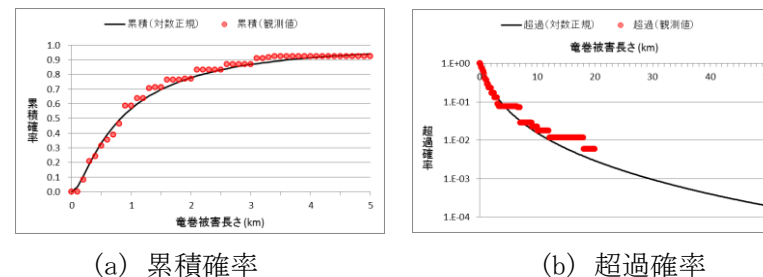 累積(対数正規) 累積(観測値)
1.0
0.9
0.8
0.7
0.6
0.5
0.4
0.3
0.2
0.1
0.0
累積確率
0 1 2 3 4 5
竜巻被害長さ(km)
(a) 累積確率
超過(対数正規) 超過(観測値)
竜巻被害長さ(km)
0 10 20 30 40 50
1.E+00
1.E-01
1.E-02
1.E-03
1.E-04
超過確率
(b) 超過確率